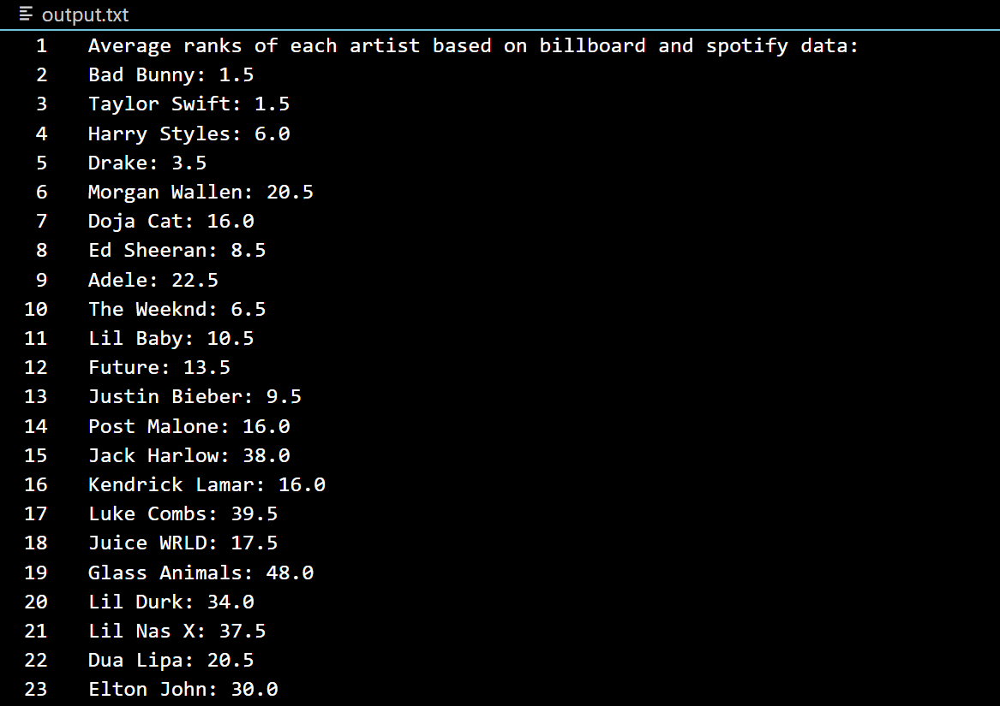 output.txt
1 Average ranks of each artist based on billboard and spotify data:
2 Bad Bunny: 1.5
3 Taylor Swift: 1.5
4 Harry Styles: 6.0
5 Drake: 3.5
6 Morgan Wallen: 20.5
7 Doja Cat: 16.0
8 Ed Sheeran: 8.5
9 Adele: 22.5
10 The Weeknd: 6.5
11 Lil Baby: 10.5
12 Future: 13.5
13 Justin Bieber: 9.5
14 Post Malone: 16.0
15 Jack Harlow: 38.0
16 Kendrick Lamar: 16.0
17 Luke Combs: 39.5
18 Juice WRLD: 17.5
19 Glass Animals: 48.0
20 Lil Durk: 34.0
21 Lil Nas X: 37.5
22 Dua Lipa: 20.5
23 Elton John: 30.0